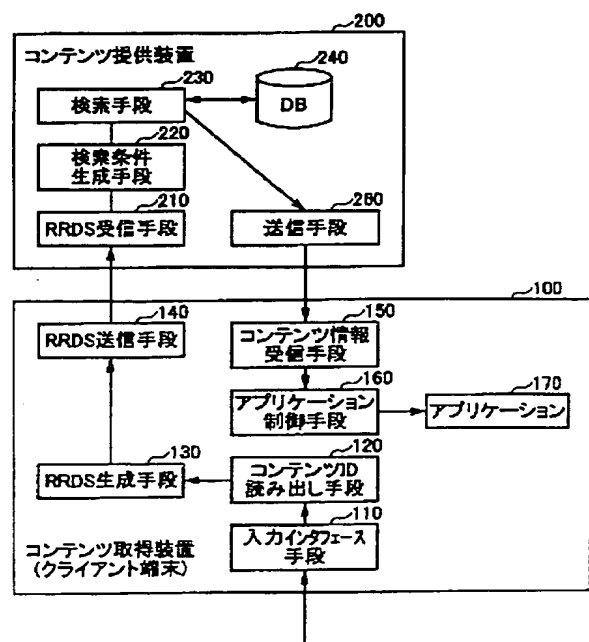 200
コンテンツ提供装置
240
230
検索手段
DB
220
検索条件
生成手段
210
260
RRDS受信手段
送信手段
100
140
150
RRDS送信手段
コンテンツ情報
受信手段
160
170
アプリケーション
制御手段
アプリケーション
120
130
コンテンツID
読み出し手段
RRDS生成手段
110
入力インタフェース
手段
コンテンツ取得装置
(クライアント端末)